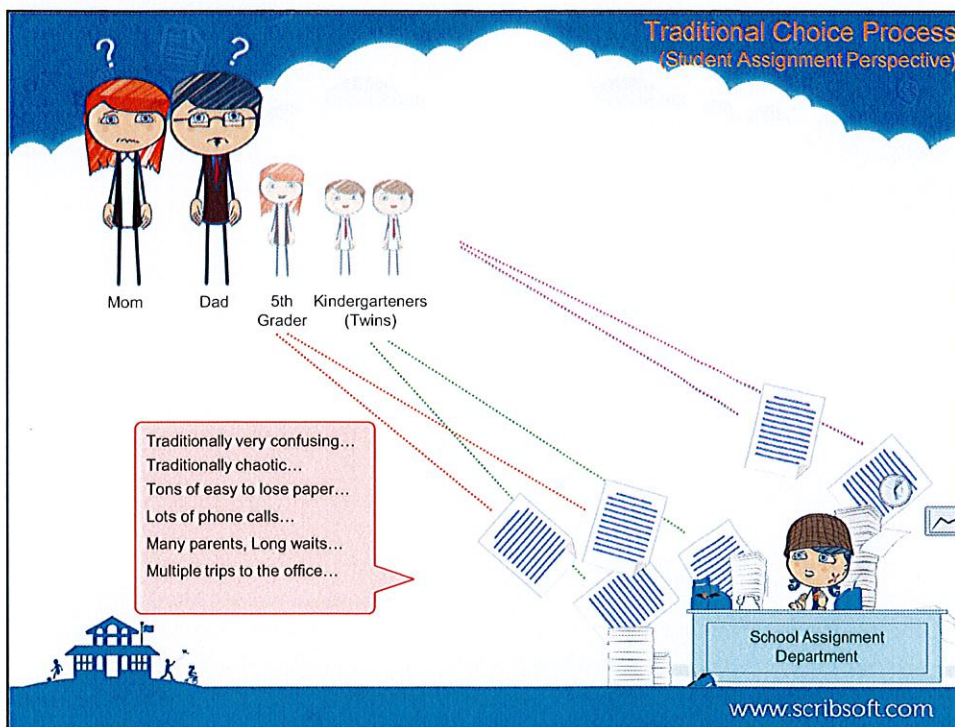 Traditional Choice Process
(Student Assignment Perspective)
? ?
Mom
Dad
5th
Grader
Kindergarteners
(Twins)
Traditionally very confusing…
Traditionally chaotic…
Tons of easy to lose paper…
Lots of phone calls…
Many parents, Long waits…
Multiple trips to the office…
School Assignment
Department
www.scribsoft.com